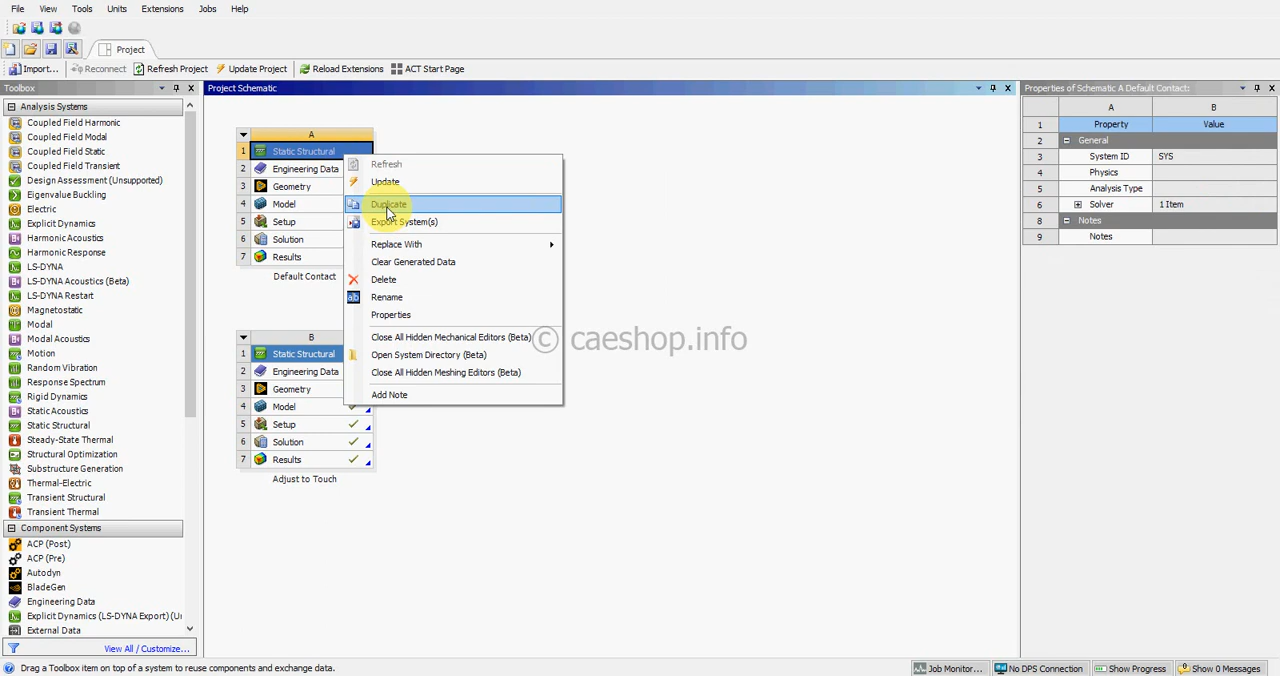 File View Tools Units Extensions Jobs Help
Project
Import... Reconnect Refresh Project Update Project Reload Extensions ACT Start Page
Toolbox
Analysis Systems
Coupled Field Harmonic
Coupled Field Modal
Coupled Field Static
Coupled Field Transient
Design Assessment (Unsupported)
Eigenvalue Buckling
Electric
Explicit Dynamics
Harmonic Acoustics
Harmonic Response
LS-DYNA
LS-DYNA Acoustics (Beta)
LS-DYNA Restart
Magnetostatic
Modal
Modal Acoustics
Motion
Random Vibration
Response Spectrum
Rigid Dynamics
Static Acoustics
Static Structural
Steady-State Thermal
Structural Optimization
Substructure Generation
Thermal-Electric
Transient Structural
Transient Thermal
Component Systems
ACP (Post)
ACP (Pre)
Autodyn
BladeGen
Engineering Data
Explicit Dynamics (LS-DYNA Export) (Ur
External Data
View All / Customize...
Project Schematic
A
1 Static Structural
2 Engineering Data
3 Geometry
4 Model
5 Setup
6 Solution
7 Results
Default Contact
B
1 Static Structural
2 Engineering Data
3 Geometry
4 Model
5 Setup
6 Solution
7 Results
Adjust to Touch
Refresh
Update
Duplicate
Export System(s)
Replace With
Clear Generated Data
Delete
Rename
Properties
Close All Hidden Mechanical Editors (Beta)
Open System Directory (Beta)
Close All Hidden Meshing Editors (Beta)
Add Note
© caeshop.info
Properties of Schematic A Default Contact:
A B
1 Property Value
2 General
3 System ID SYS
4 Physics
5 Analysis Type
6 Solver 1 Item
8 Notes
9 Notes
Drag a Toolbox item on top of a system to reuse components and exchange data.
Job Monitor... No DPS Connection Show Progress Show 0 Messages